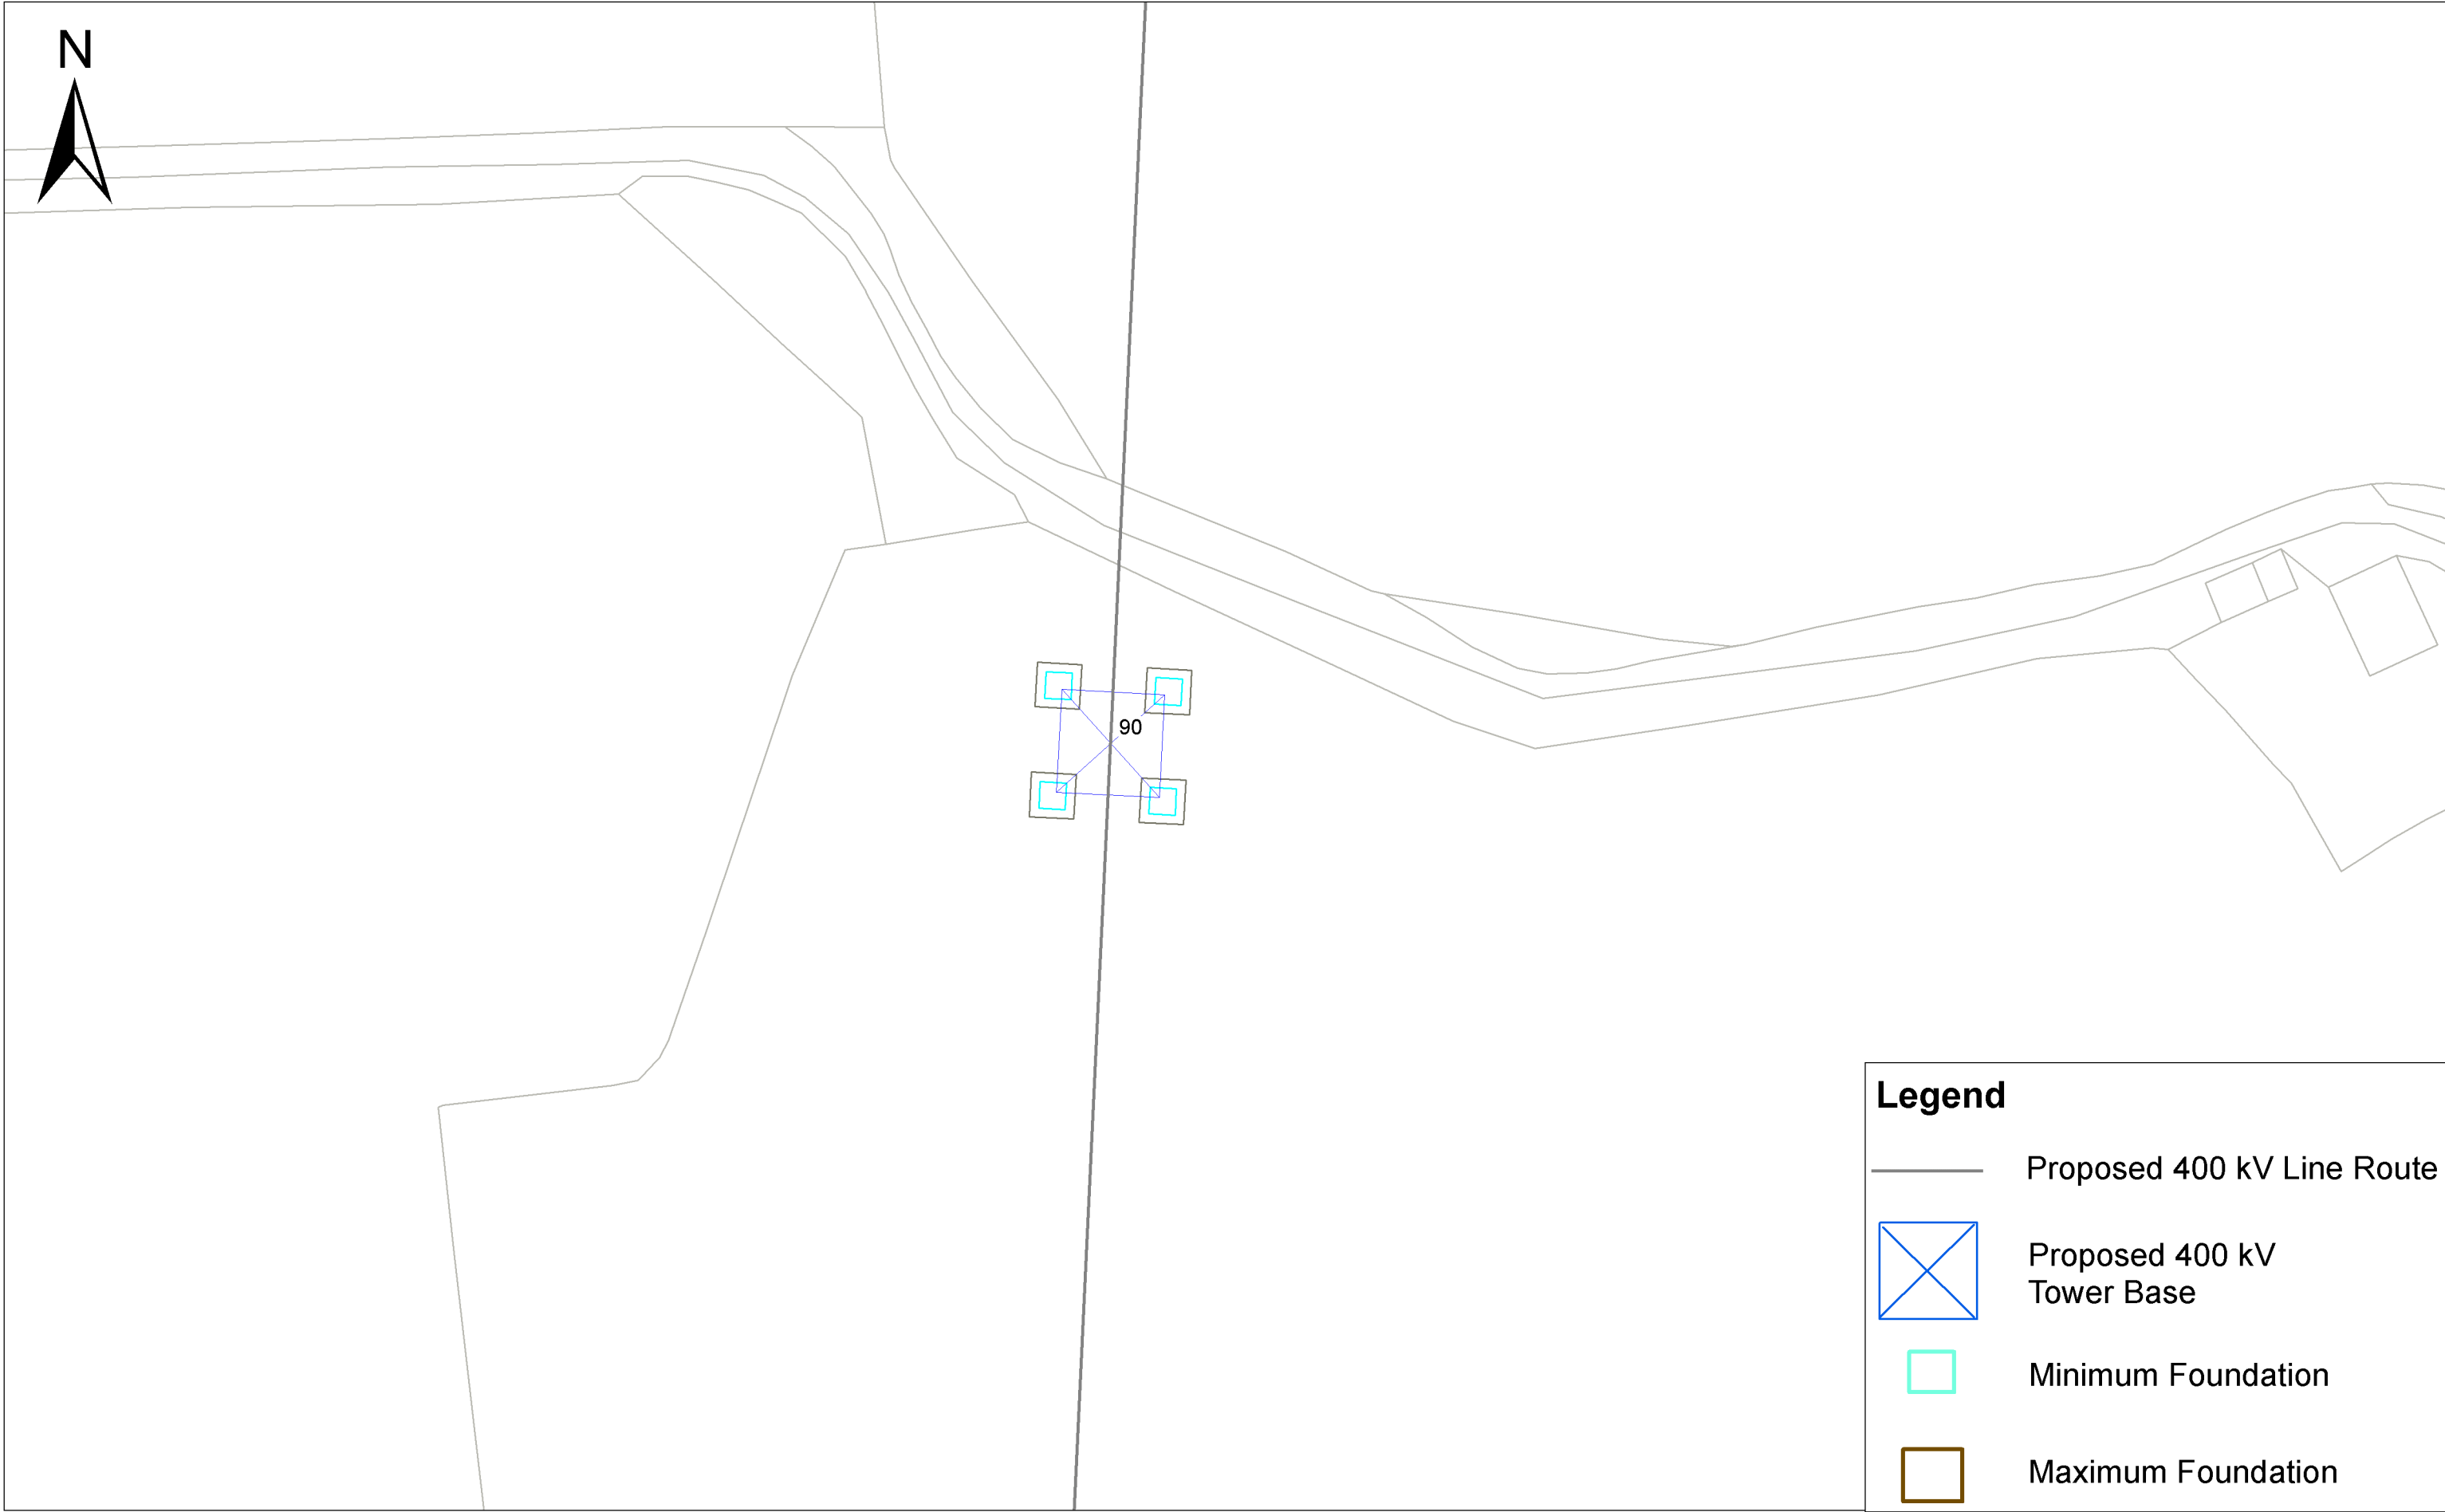 N
90
Legend
Proposed 400 kV Line Route
Proposed 400 kV
Tower Base
Minimum Foundation
Maximum Foundation